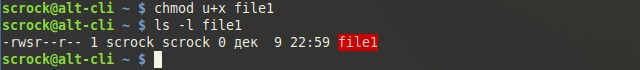 scrock@alt-cli ~ $ chmod u+x file1
scrock@alt-cli ~ $ ls -l file1
-rwsr--r-- 1 scrock scrock 0 дек  9 22:59 file1
scrock@alt-cli ~ $